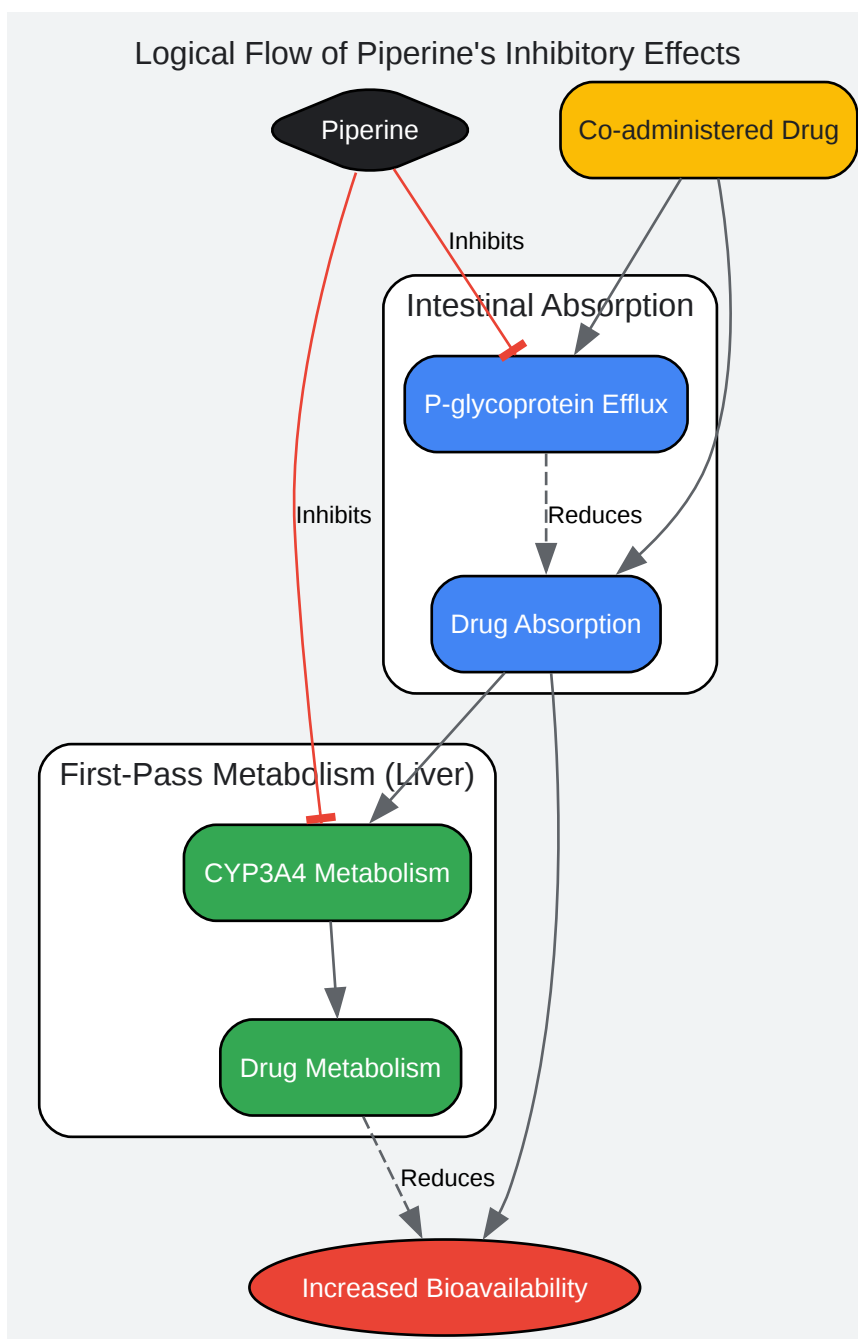 Logical Flow of Piperine's Inhibitory Effects
Piperine
Co-administered Drug
Inhibits
Intestinal Absorption
P-glycoprotein Efflux
Inhibits
Reduces
Drug Absorption
First-Pass Metabolism (Liver)
CYP3A4 Metabolism
Drug Metabolism
Reduces
Increased Bioavailability